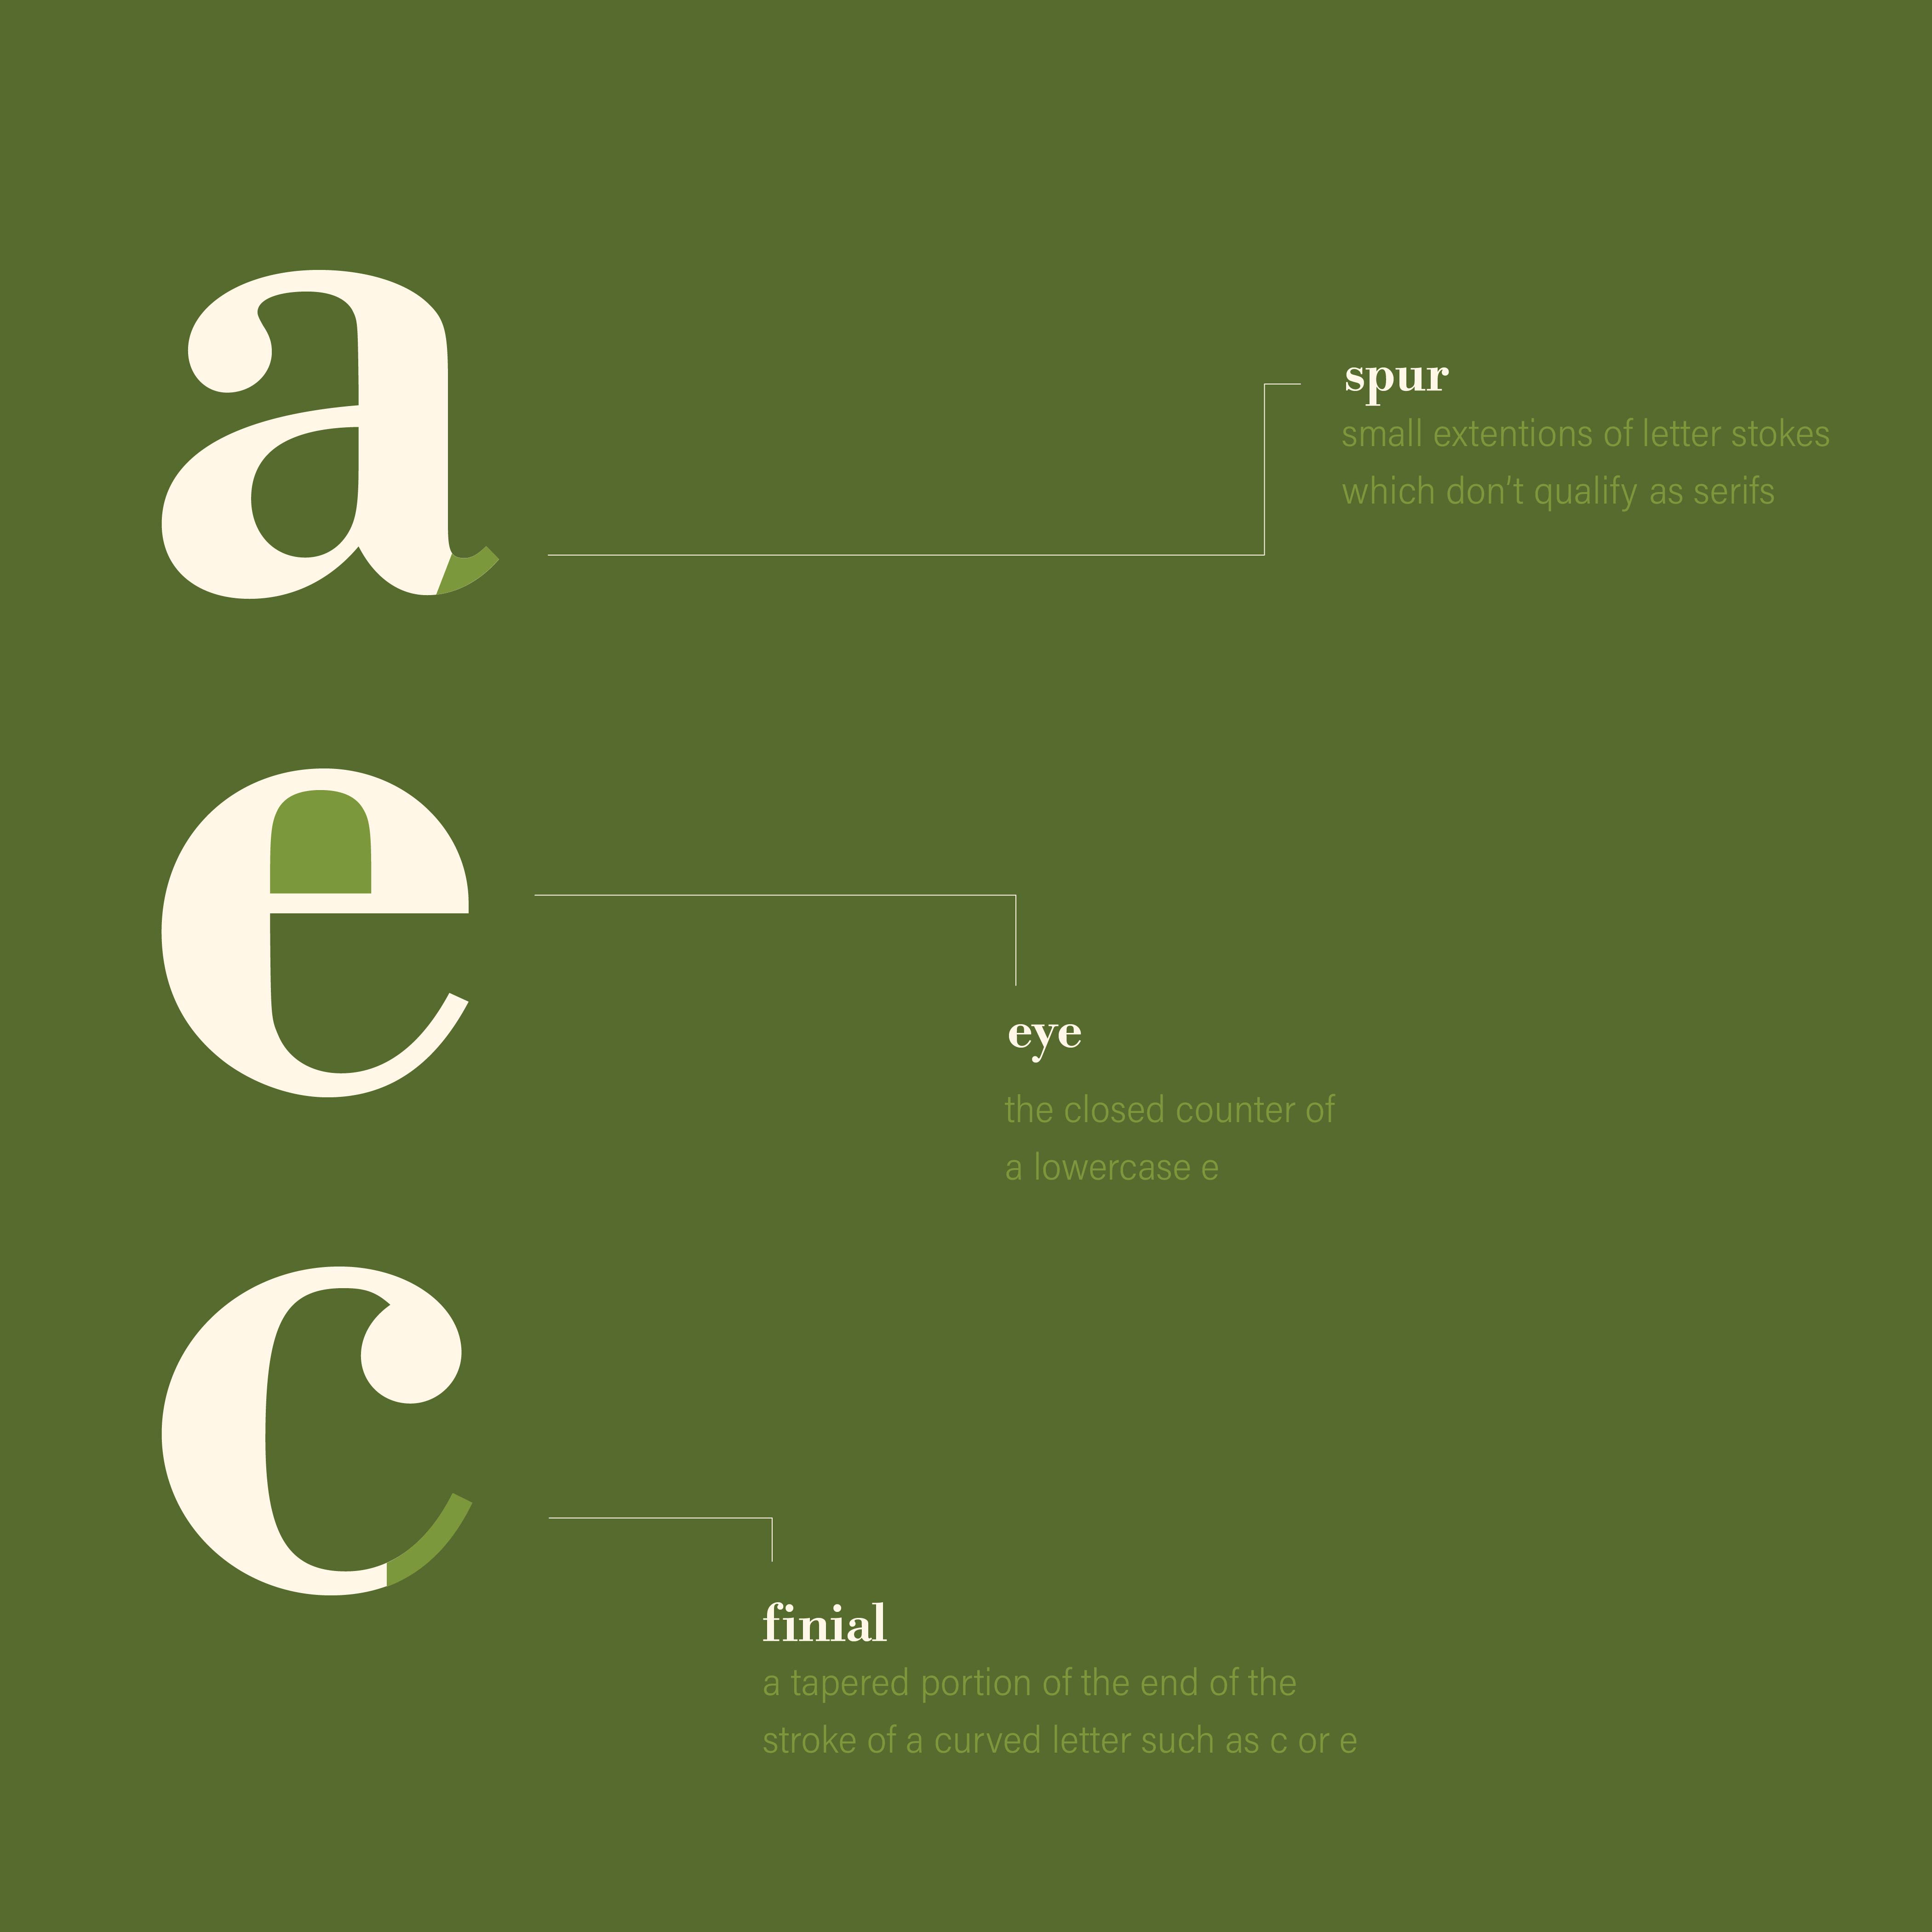 a
spur
small extentions of letter stokes
which don’t qualify as serifs
e
eye
the closed counter of
a lowercase e
c
finial
a tapered portion of the end of the
stroke of a curved letter such as c or e